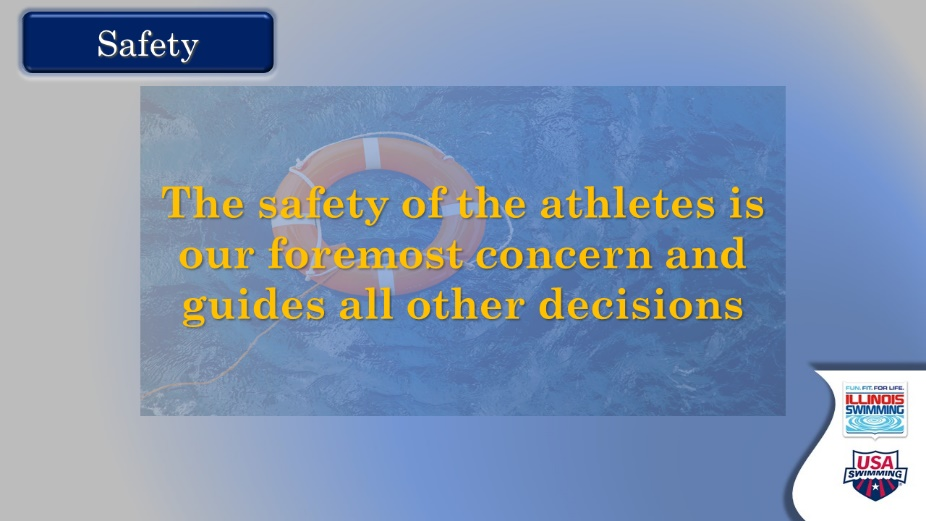 Safety
The safety of the athletes is
our foremost concern and
guides all other decisions
FUN. FIT. FOR LIFE.
ILLINOIS
SWIMMING
USA
SWIMMING